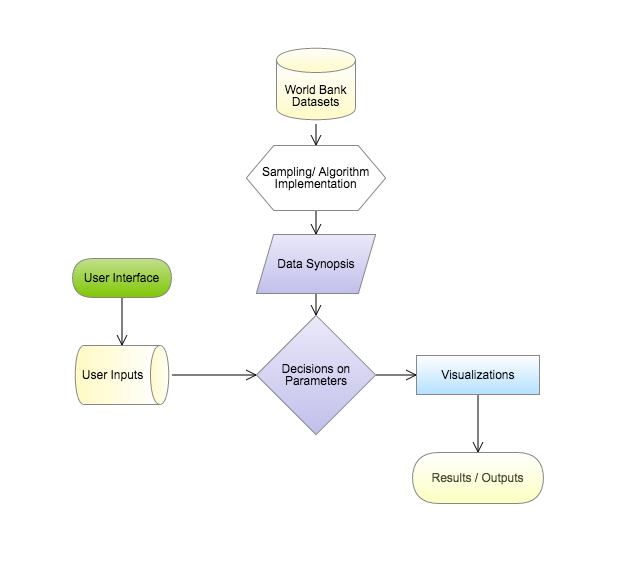 World Bank
Datasets
Sampling/ Algorithm
Implementation
Data Synopsis
User Interface
User Inputs
Decisions on
Parameters
Visualizations
Results / Outputs